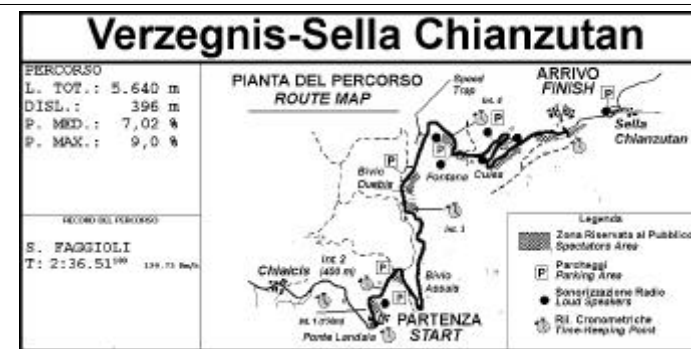 Verzegnis-Sella Chianzutan
PERCORSO
L. TOT.: 5.640 m
DISL.: 396 m
P. MED.: 7,02 %
P. MAX.: 9,0 %
RECORD DEL PERCORSO
S. FAGGIOLI
T: 2:36.51
PIANTA DEL PERCORSO
ROUTE MAP
Speed
Trap
ARRIVO
FINISH
P
Sella
Chianzutan
P
P
P
Fontana
Bivio
Int. 1
Int. 2
(450 m)
Chiaicis
P
Bivio
Assais
P
Ponte Landaia
PARTENZA
START
Legenda
Zona Riservata al Pubblico
Spectators Area
P
Parcheggi
Parking Area
Sonorizzazione Radio
Loud Speakers
Ril. Cronometriche
Time-Keeping Point